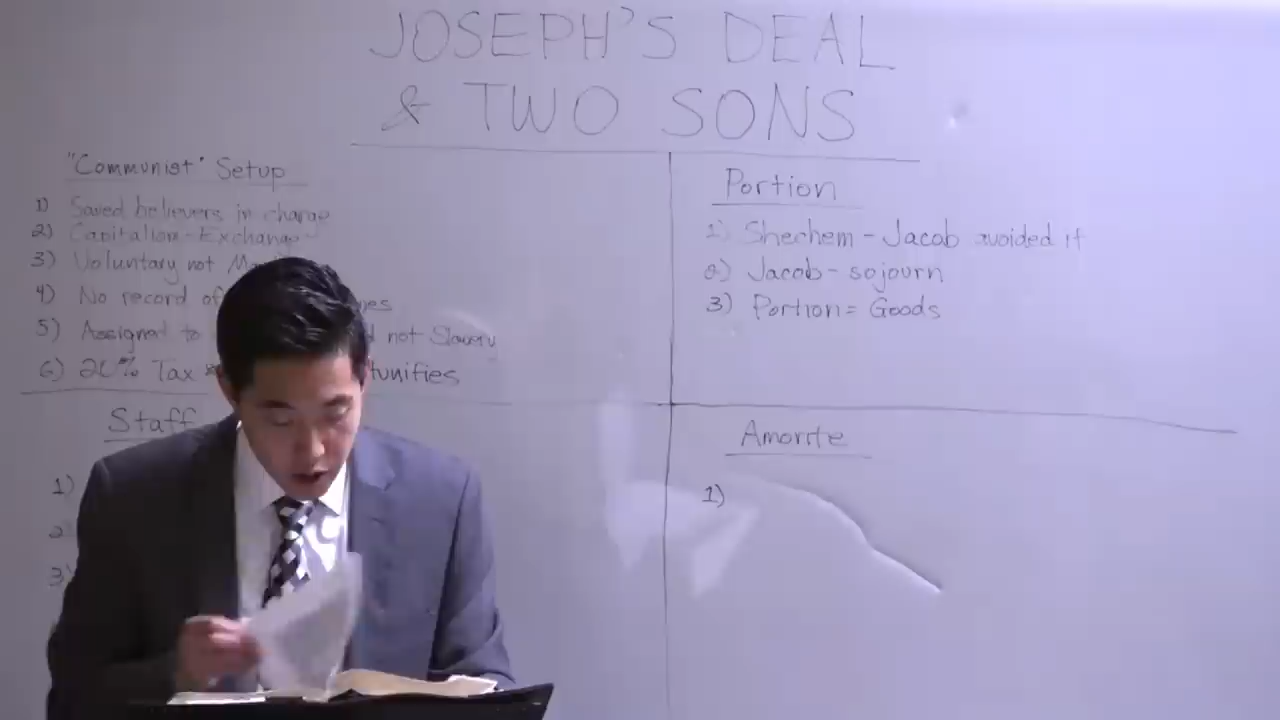 JOSEPH'S DEAL
& TWO SONS
"Communist" Setup
1) Saved believers in charge
2) Capitalism-Exchange
3) Voluntary not
4) No record of
5) Assigned to not Slavery
6) 20% Tax
Staff
1)
2)
3)
Portion
1) Shechem - Jacob avoided it
2) Jacob - sojourn
3) Portion = Goods
Amorite
1)